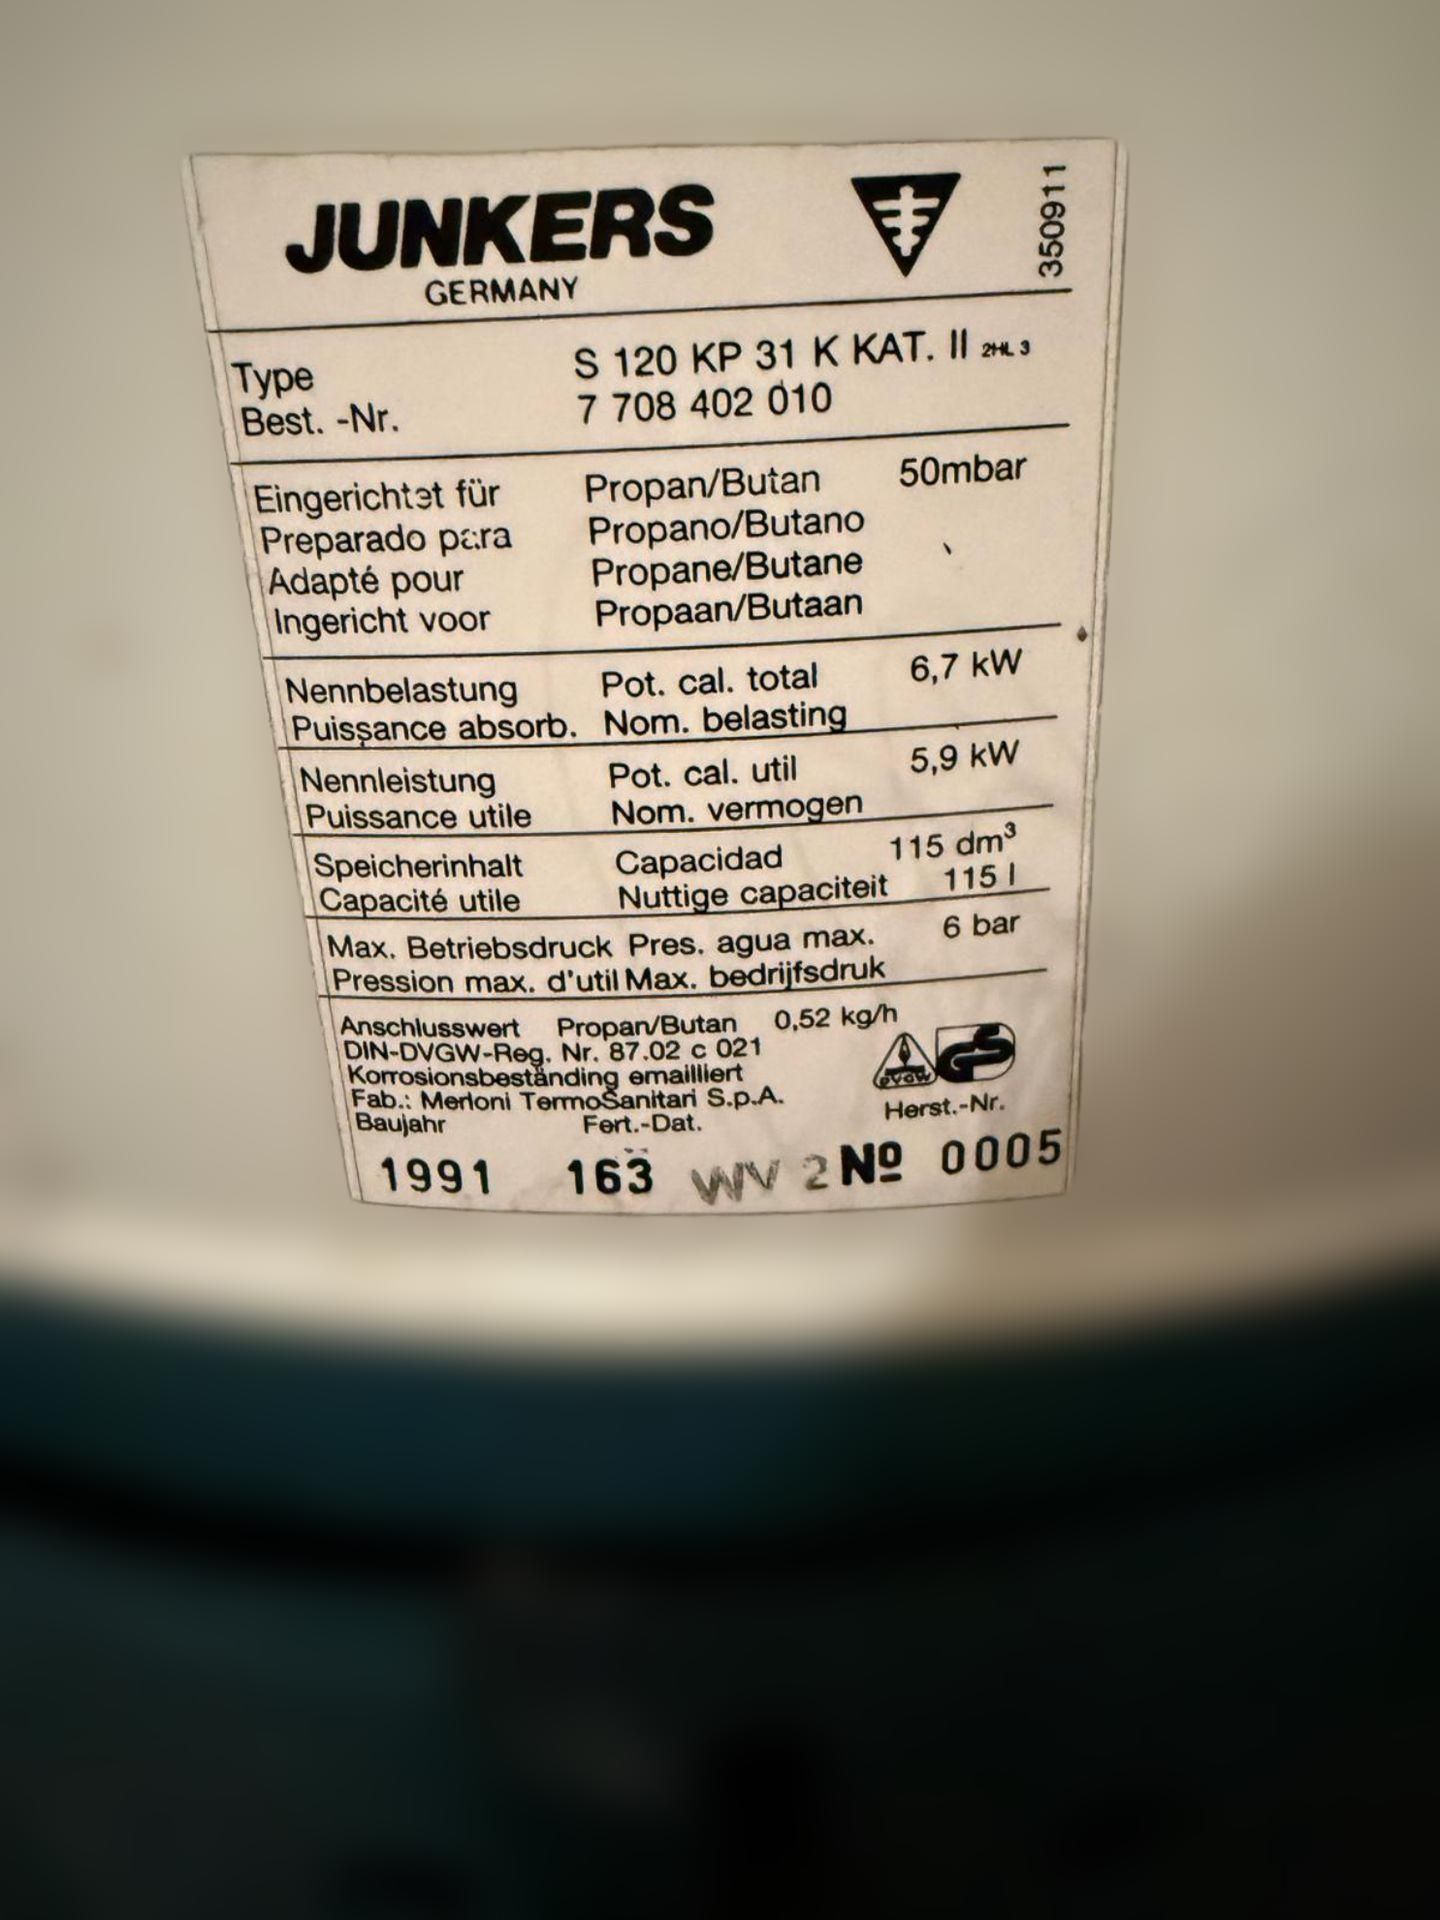 JUNKERS
GERMANY
350911
Type S 120 KP 31 K KAT. II 2HL 3
Best. -Nr. 7 708 402 010
Eingerichtet für Propan/Butan 50mbar
Preparado para Propano/Butano
Adapté pour Propane/Butane
Ingericht voor Propaan/Butaan
Nennbelastung Pot. cal. total 6,7 kW
Puissance absorb. Nom. belasting
Nennleistung Pot. cal. util 5,9 kW
Puissance utile Nom. vermogen
Speicherinhalt Capacidad 115 dm³
Capacité utile Nuttige capaciteit 115 l
Max. Betriebsdruck Pres. agua max. 6 bar
Pression max. d'util Max. bedrijfsdruk
Anschlusswert Propan/Butan 0,52 kg/h
DIN-DVGW-Reg. Nr. 87.02 c 021
Korrosionsbeständing emailliert
DVGW GS
Fab.: Merloni TermoSanitari S.p.A.
Baujahr Fert.-Dat. Herst.-Nr.
1991 163 WV 2 Nº 0005